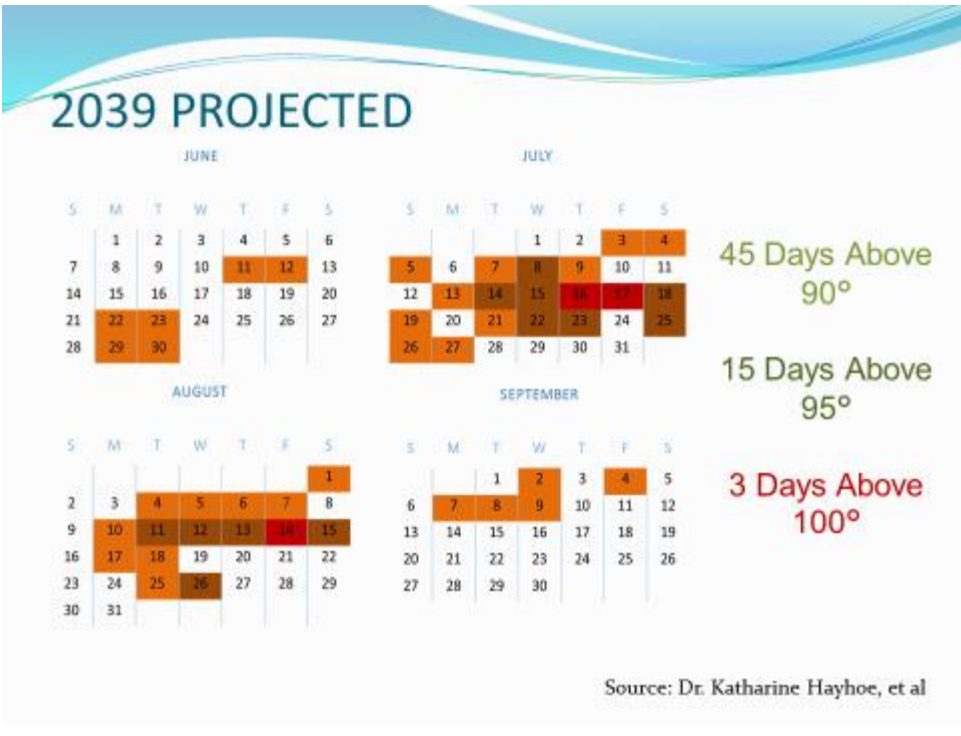 2039 PROJECTED
JUNE
S M T W T F S
1 2 3 4 5 6
7 8 9 10 11 12 13
14 15 16 17 18 19 20
21 22 23 24 25 26 27
28 29 30
JULY
S M T W T F S
1 2 3 4
5 6 7 8 9 10 11
12 13 14 15 16 17 18
19 20 21 22 23 24 25
26 27 28 29 30 31
AUGUST
S M T W T F S
1
2 3 4 5 6 7 8
9 10 11 12 13 14 15
16 17 18 19 20 21 22
23 24 25 26 27 28 29
30 31
SEPTEMBER
S M T W T F S
1 2 3 4 5
6 7 8 9 10 11 12
13 14 15 16 17 18 19
20 21 22 23 24 25 26
27 28 29 30
45 Days Above
90°
15 Days Above
95°
3 Days Above
100°
Source: Dr. Katharine Hayhoe, et al